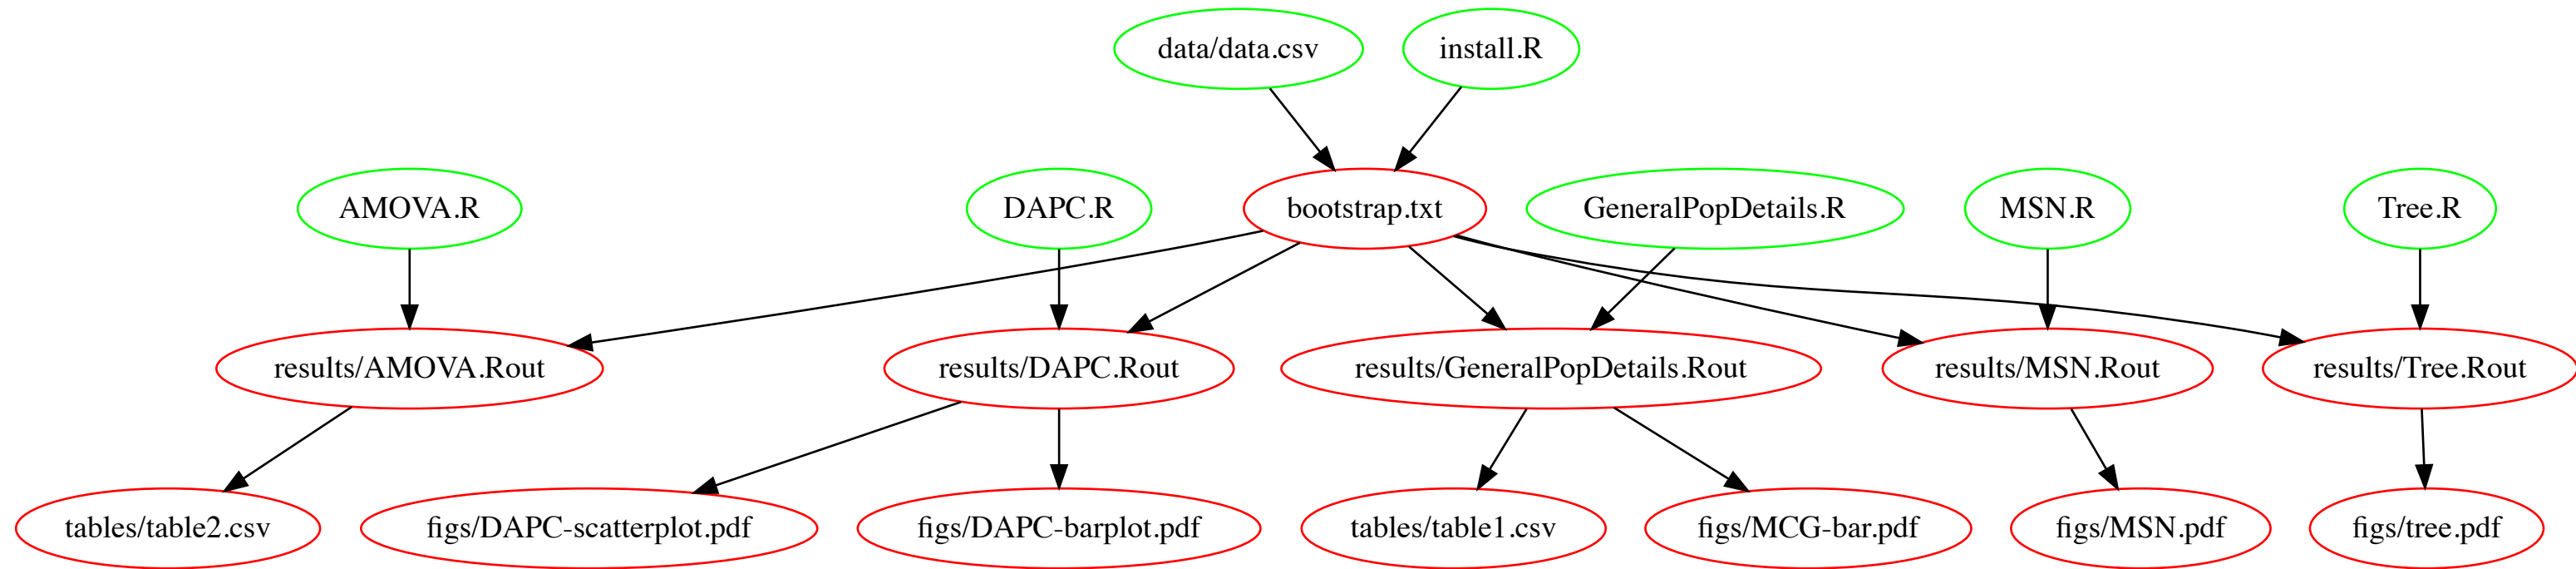 data/data.csv
install.R
AMOVA.R
DAPC.R
bootstrap.txt
GeneralPopDetails.R
MSN.R
Tree.R
results/AMOVA.Rout
results/DAPC.Rout
results/GeneralPopDetails.Rout
results/MSN.Rout
results/Tree.Rout
tables/table2.csv
figs/DAPC-scatterplot.pdf
figs/DAPC-barplot.pdf
tables/table1.csv
figs/MCG-bar.pdf
figs/MSN.pdf
figs/tree.pdf